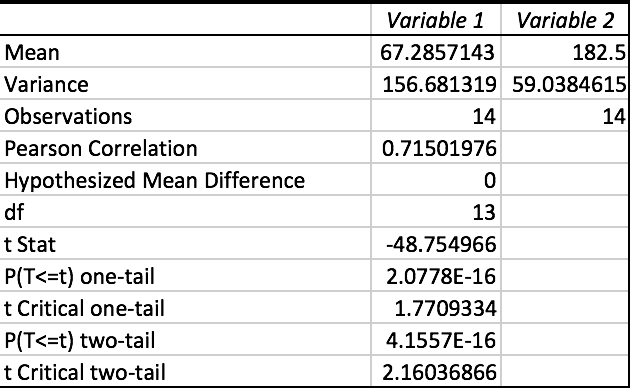 Variable 1 Variable 2
Mean 67.2857143 182.5
Variance 156.681319 59.0384615
Observations 14 14
Pearson Correlation 0.71501976
Hypothesized Mean Difference 0
df 13
t Stat -48.754966
P(T<=t) one-tail 2.0778E-16
t Critical one-tail 1.7709334
P(T<=t) two-tail 4.1557E-16
t Critical two-tail 2.16036866